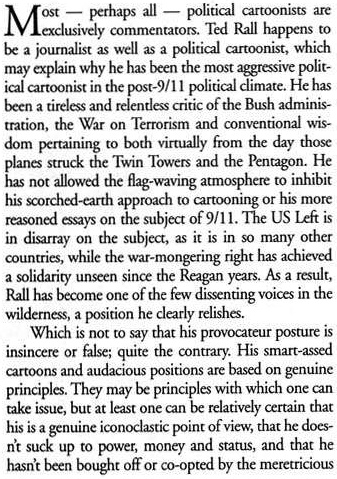 Most — perhaps all — political cartoonists are
exclusively commentators. Ted Rall happens to
be a journalist as well as a political cartoonist, which
may explain why he has been the most aggressive polit-
ical cartoonist in the post-9/11 political climate. He has
been a tireless and relentless critic of the Bush adminis-
tration, the War on Terrorism and conventional wis-
dom pertaining to both virtually from the day those
planes struck the Twin Towers and the Pentagon. He
has not allowed the flag-waving atmosphere to inhibit
his scorched-earth approach to cartooning or his more
reasoned essays on the subject of 9/11. The US Left is
in disarray on the subject, as it is in so many other
countries, while the war-mongering right has achieved
a solidarity unseen since the Reagan years. As a result,
Rall has become one of the few dissenting voices in the
wilderness, a position he clearly relishes.
Which is not to say that his provocateur posture is
insincere or false; quite the contrary. His smart-assed
cartoons and audacious positions are based on genuine
principles. They may be principles with which one can
take issue, but at least one can be relatively certain that
his is a genuine iconoclastic point of view, that he does-
n't suck up to power, money and status, and that he
hasn't been bought off or co-opted by the meretricious